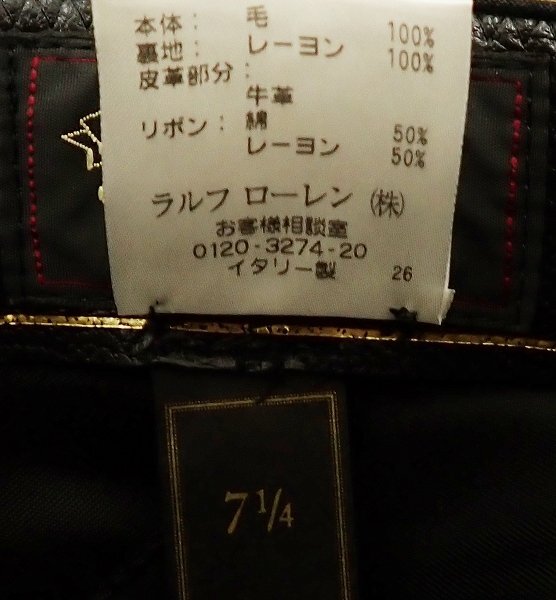 本体： 毛 100%
裏地： レーヨン 100%
皮革部分：
牛革
リボン： 綿 50%
レーヨン 50%
ラルフ ローレン（株）
お客様相談室
0120-3274-20
イタリー製 26
7 1/4